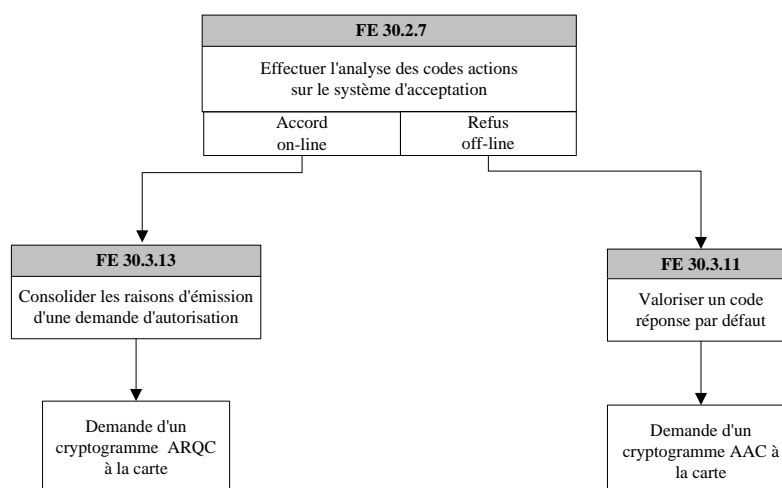 FE 30.2.7
Effectuer l'analyse des codes actions
sur le système d'acceptation
Accord
on-line
Refus
off-line
FE 30.3.13
Consolider les raisons d'émission
d'une demande d'autorisation
FE 30.3.11
Valoriser un code
réponse par défaut
Demande d'un
cryptogramme ARQC
à la carte
Demande d'un
cryptogramme AAC à
la carte